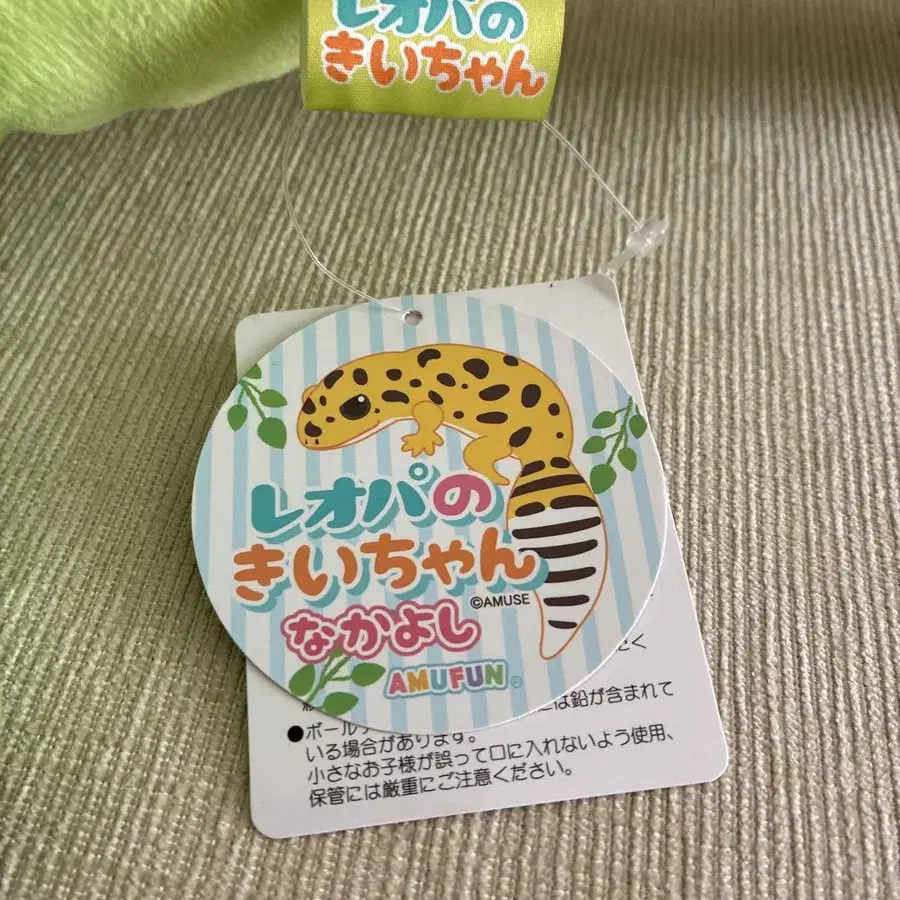 レオパの
きいちゃん
レオパの
きいちゃん
©AMUSE
なかよし
AMUFUN®
は鉛が含まれて
●ボール
いる場合があります。
小さなお子様が誤って口に入れないよう使用、
保管には厳重にご注意ください。